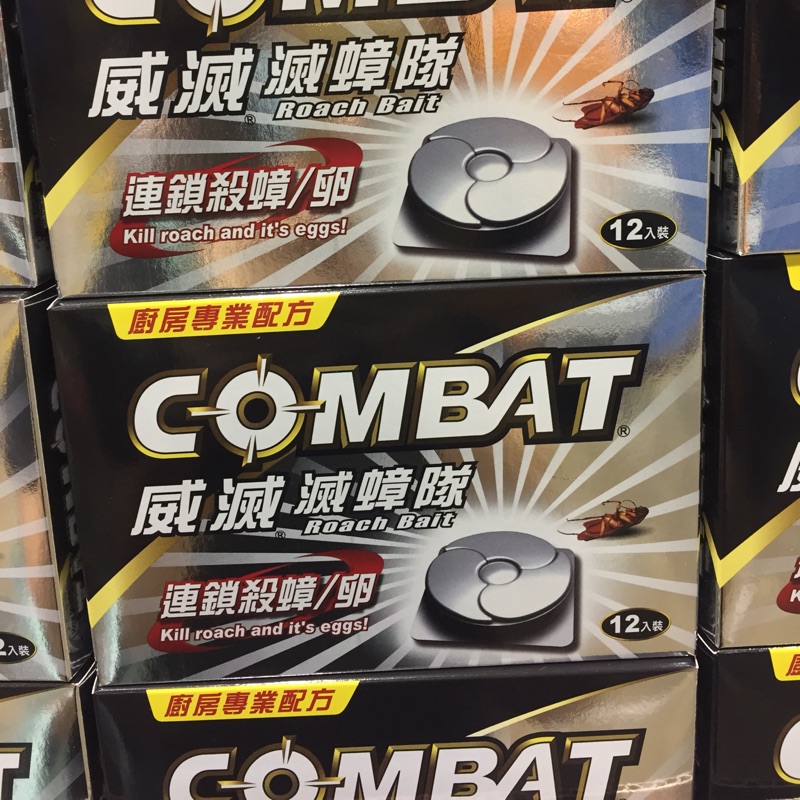 COMBAT
威滅® 滅蟑隊
Roach Bait
連鎖殺蟑/卵
Kill roach and it's eggs!
12入裝
廚房專業配方
COMBAT®
威滅® 滅蟑隊
Roach Bait
連鎖殺蟑/卵
Kill roach and it's eggs!
12入裝
廚房專業配方
COMBAT